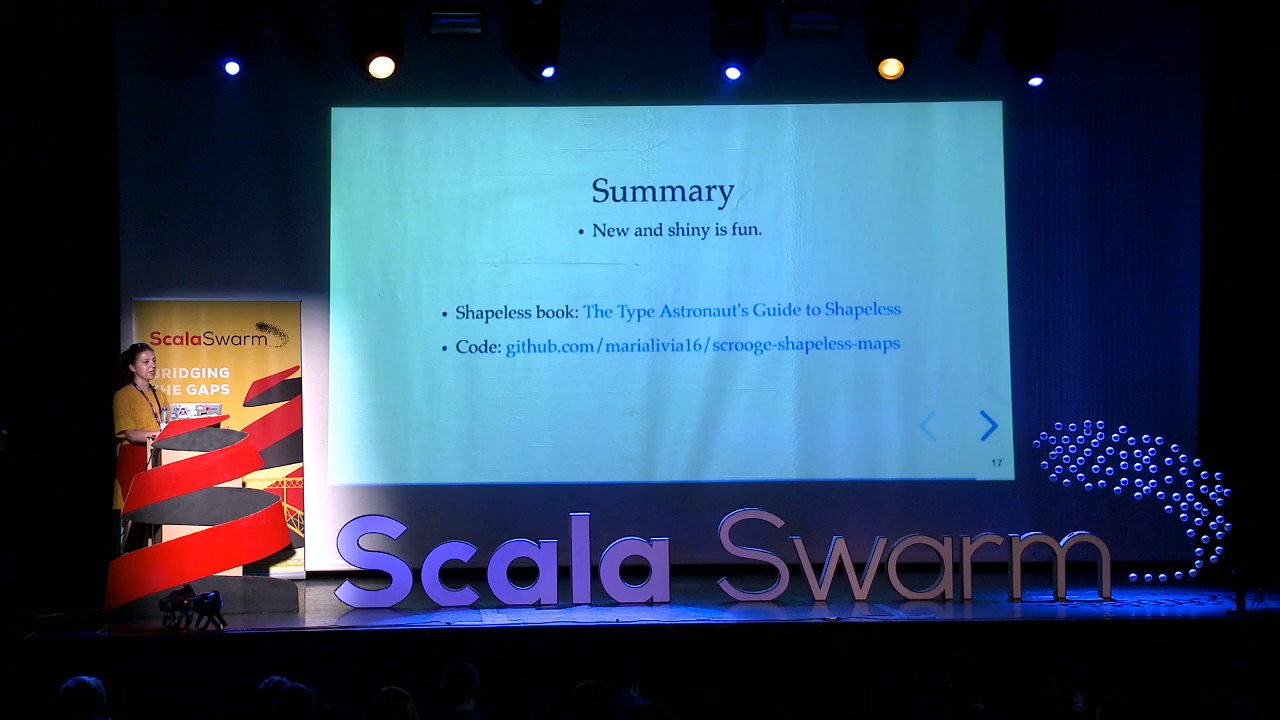 Summary
• New and shiny is fun.
• Shapeless book: The Type Astronaut's Guide to Shapeless
• Code: github.com/marialivia16/scrooge-shapeless-maps
17
ScalaSwarm
BRIDGING
THE GAPS
Scala Swarm